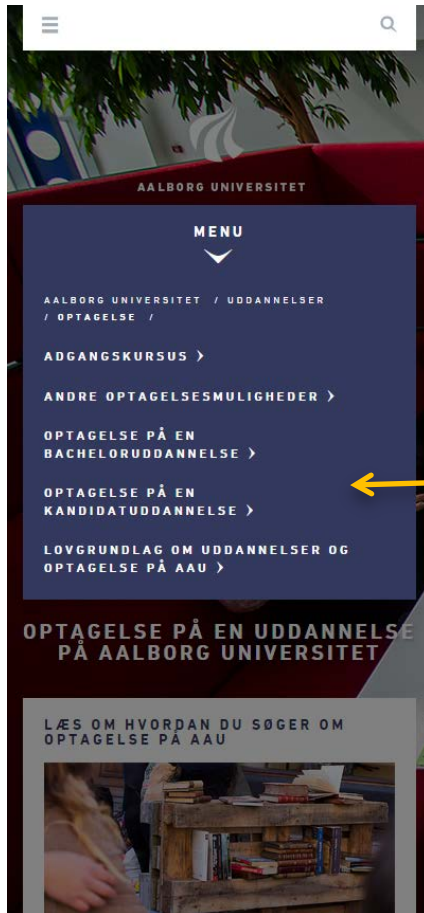 AALBORG UNIVERSITET
MENU
AALBORG UNIVERSITET / UDDANNELSER
/ OPTAGELSE /
ADGANGSKURSUS
ANDRE OPTAGELSESMULIGHEDER
OPTAGELSE PÅ EN
BACHELORUDDANNELSE
OPTAGELSE PÅ EN
KANDIDATUDDANNELSE
LOVGRUNDLAG OM UDDANNELSER OG
OPTAGELSE PÅ AAU
OPTAGELSE PÅ EN UDDANNELSE
PÅ AALBORG UNIVERSITET
LÆS OM HVORDAN DU SØGER OM
OPTAGELSE PÅ AAU